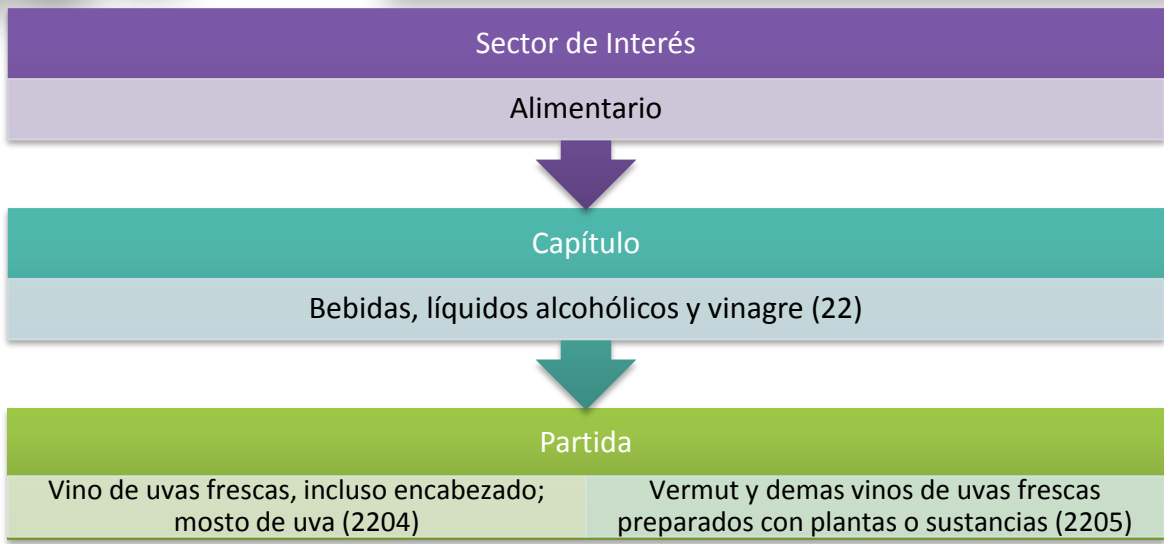 Sector de Interés
Alimentario
Capítulo
Bebidas, líquidos alcohólicos y vinagre (22)
Partida
Vino de uvas frescas, incluso encabezado;
mosto de uva (2204)
Vermut y demas vinos de uvas frescas
preparados con plantas o sustancias (2205)